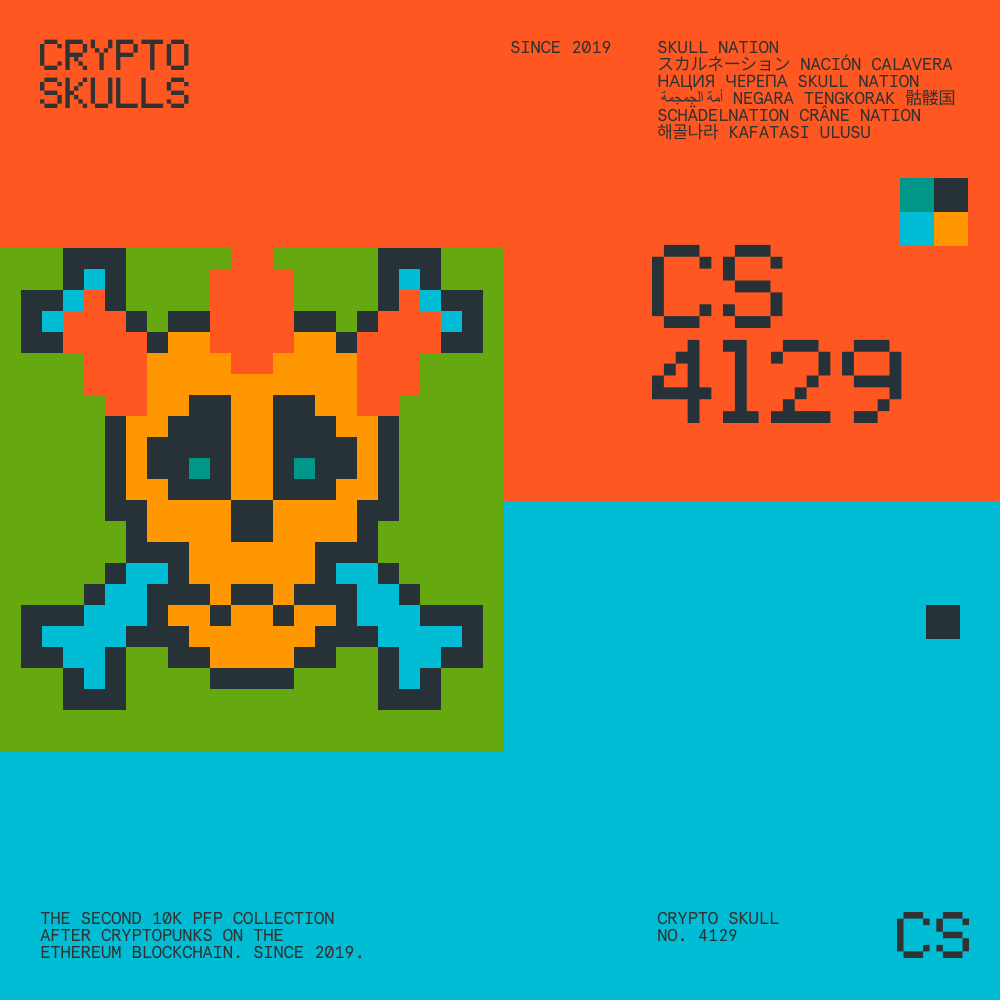 CRYPTO
SKULLS
SINCE 2019
SKULL NATION
スカルネーション NACIÓN CALAVERA
НАЦИЯ ЧЕРЕПА SKULL NATION
أمة الجمجمة NEGARA TENGKORAK 骷髅国
SCHÄDELNATION CRÂNE NATION
해골나라 KAFATASI ULUSU
CS
4129
THE SECOND 10K PFP COLLECTION
AFTER CRYPTOPUNKS ON THE
ETHEREUM BLOCKCHAIN. SINCE 2019.
CRYPTO SKULL
NO. 4129
CS